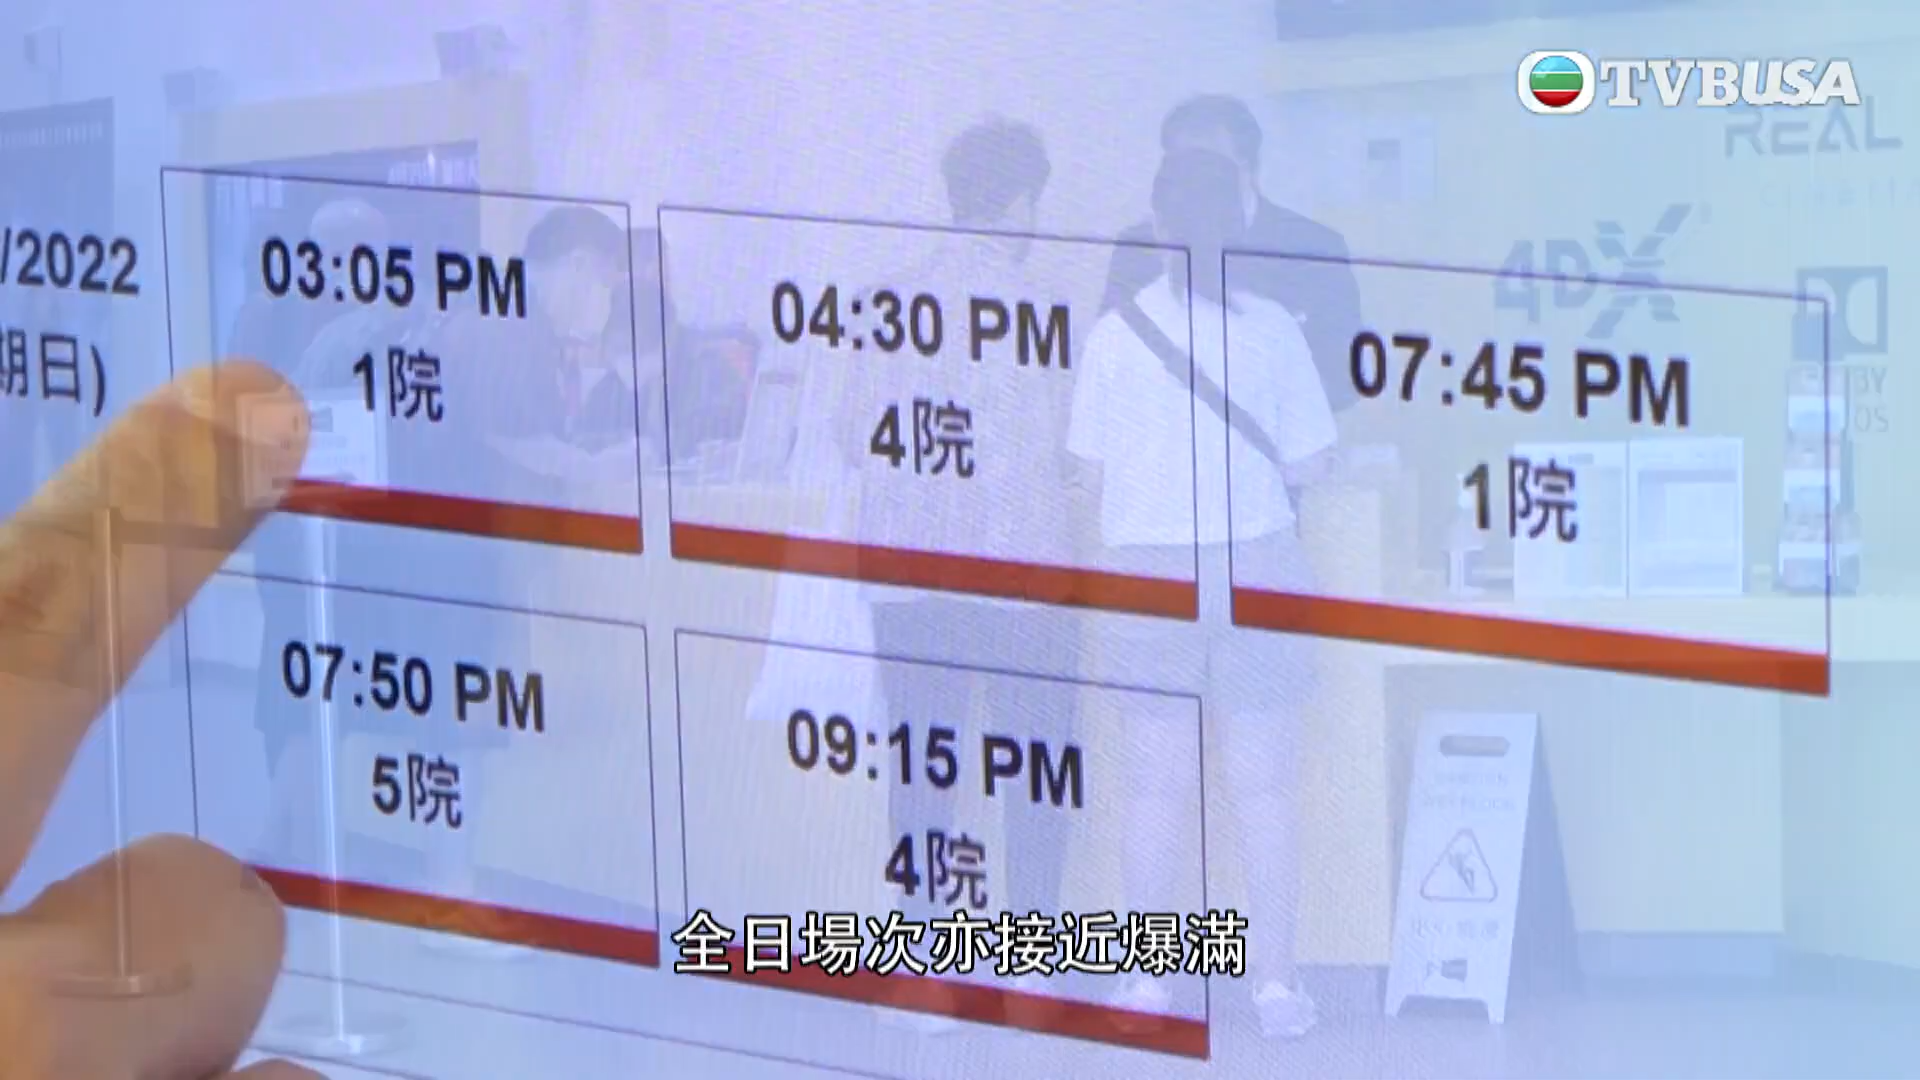 TVBUSA
REAL
4DX
/2022
期日)
03:05 PM
1院
04:30 PM
4院
07:45 PM
1院
07:50 PM
5院
09:15 PM
4院
全日場次亦接近爆滿